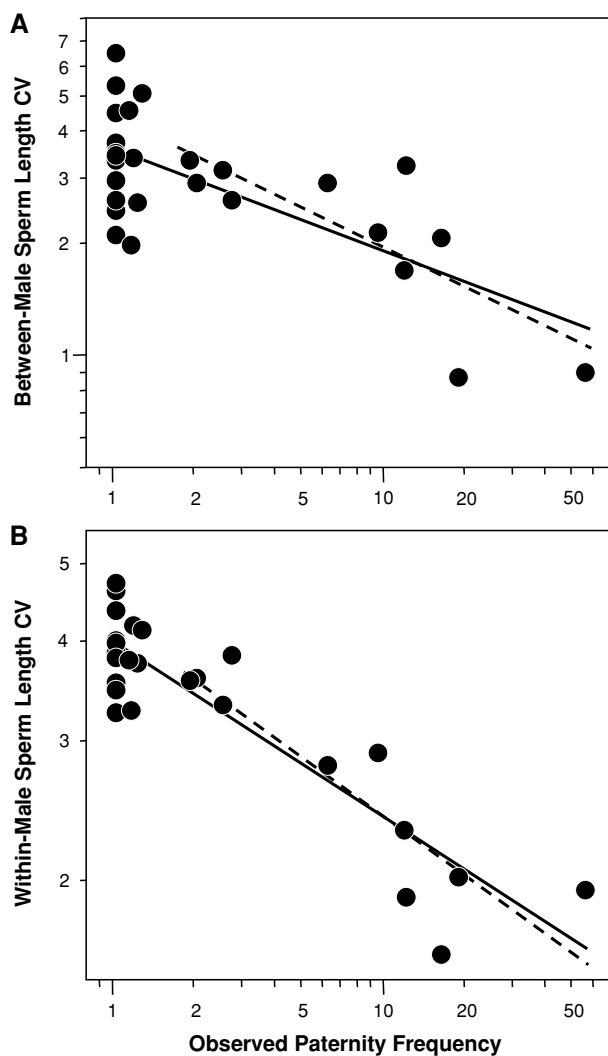 A
Between-Male Sperm Length CV
7
6
5
4
3
2
1
1 2 5 10 20 50
B
Within-Male Sperm Length CV
5
4
3
2
1 2 5 10 20 50
Observed Paternity Frequency